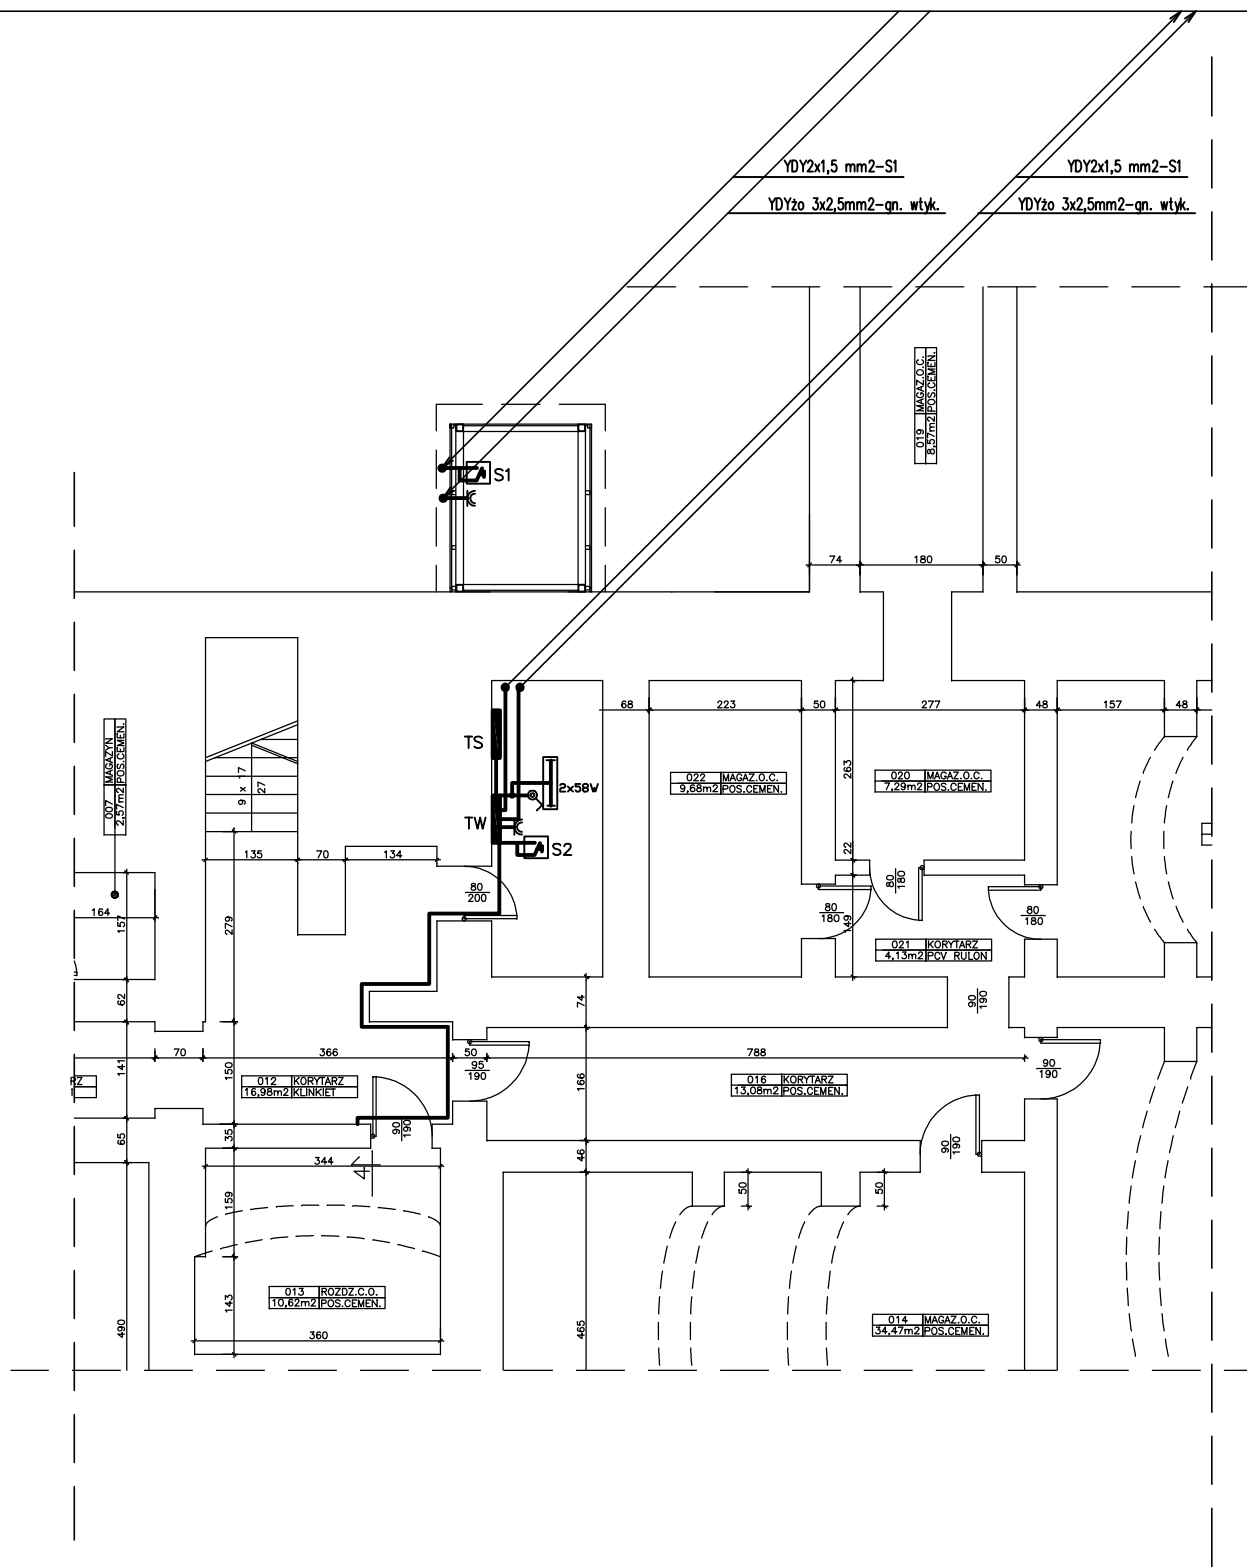 YDY2x1,5 mm2-S1
YDY2x1,5 mm2-S1
YDYżo 3x2,5mm2-gn. wtyk.
YDYżo 3x2,5mm2-gn. wtyk.
019 MAGAZ.O.C.
8,57m2 POS.CEMEN.
S1
74 180 50
68 223 50 277 48 157 48
TS
007 MAGAZYN
2,57m2 POS.CEMEN.
9 x 17
27
263
022 MAGAZ.O.C.
9,68m2 POS.CEMEN.
020 MAGAZ.O.C.
7,29m2 POS.CEMEN.
2x58W
TW
S2
22
135 70 134
80
200
80
180
80
180
80
180
164
157
279
149
021 KORYTARZ
4,13m2 PCV RULON
62
74
90
190
70 366 50 788
141
150
166
95
190
90
190
RZ
012 KORYTARZ
16,98m2 KLINKIET
016 KORYTARZ
13,08m2 POS.CEMEN.
90
190
65
35
46
90
190
344
4
159
50
50
013 ROZDZ.C.O.
10,62m2 POS.CEMEN.
143
490
465
014 MAGAZ.O.C.
34,47m2 POS.CEMEN.
360